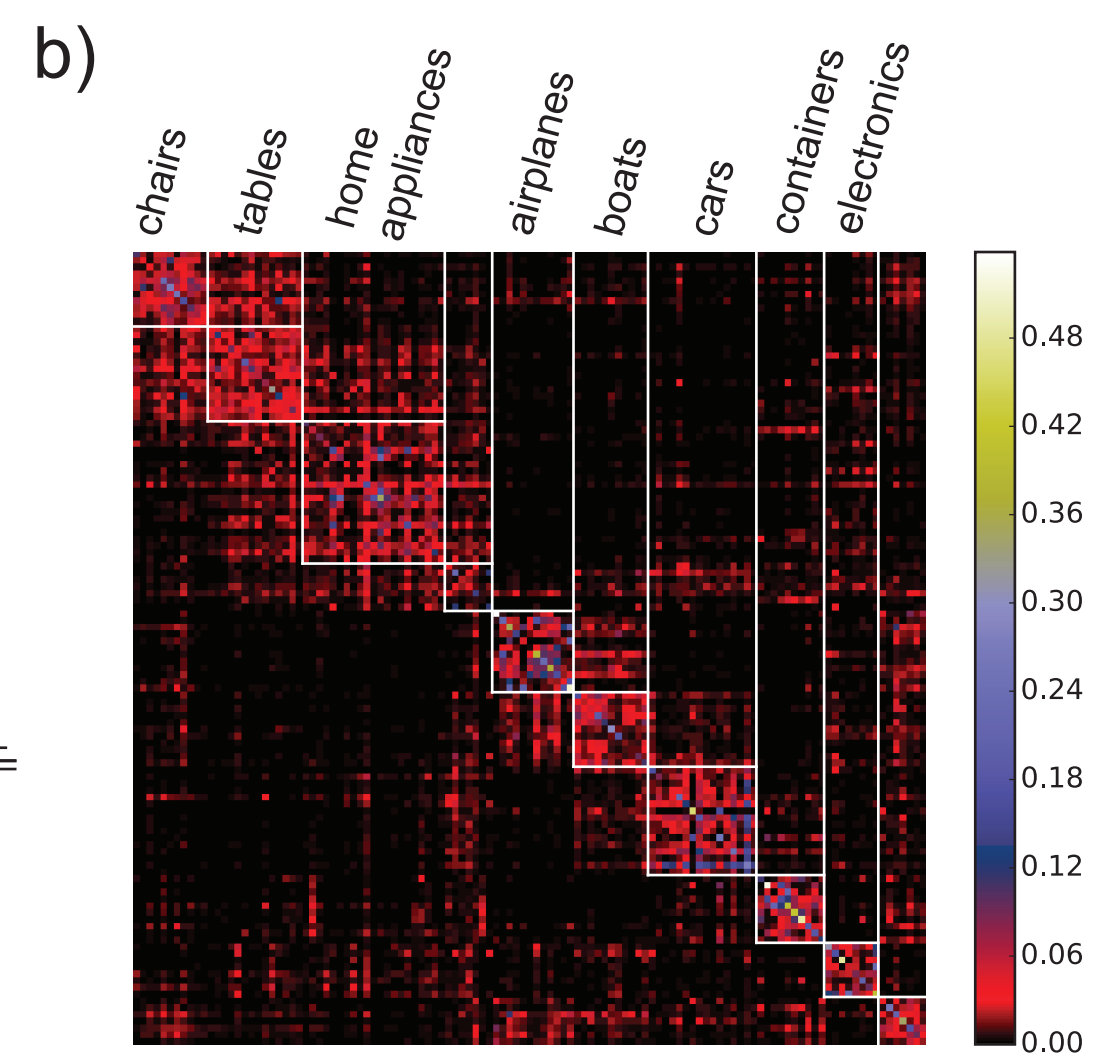 b)
chairs
tables
home
appliances
airplanes
boats
cars
containers
electronics
0.48
0.42
0.36
0.30
0.24
0.18
0.12
0.06
0.00